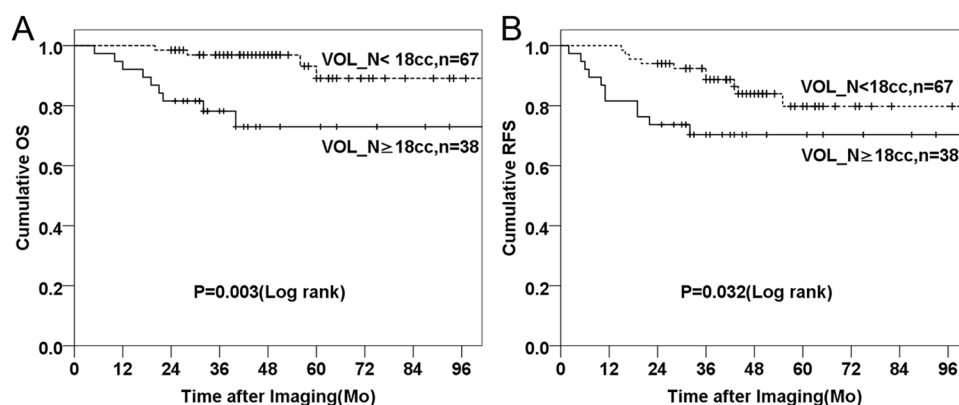 A
Cumulative OS
1.0
0.8
0.6
0.4
0.2
0.0
VOL_N< 18cc,n=67
VOL_N≥18cc,n=38
P=0.003(Log rank)
0 12 24 36 48 60 72 84 96
Time after Imaging(Mo)
B
Cumulative RFS
1.0
0.8
0.6
0.4
0.2
0.0
VOL_N<18cc,n=67
VOL_N≥18cc,n=38
P=0.032(Log rank)
0 12 24 36 48 60 72 84 96
Time after Imaging(Mo)